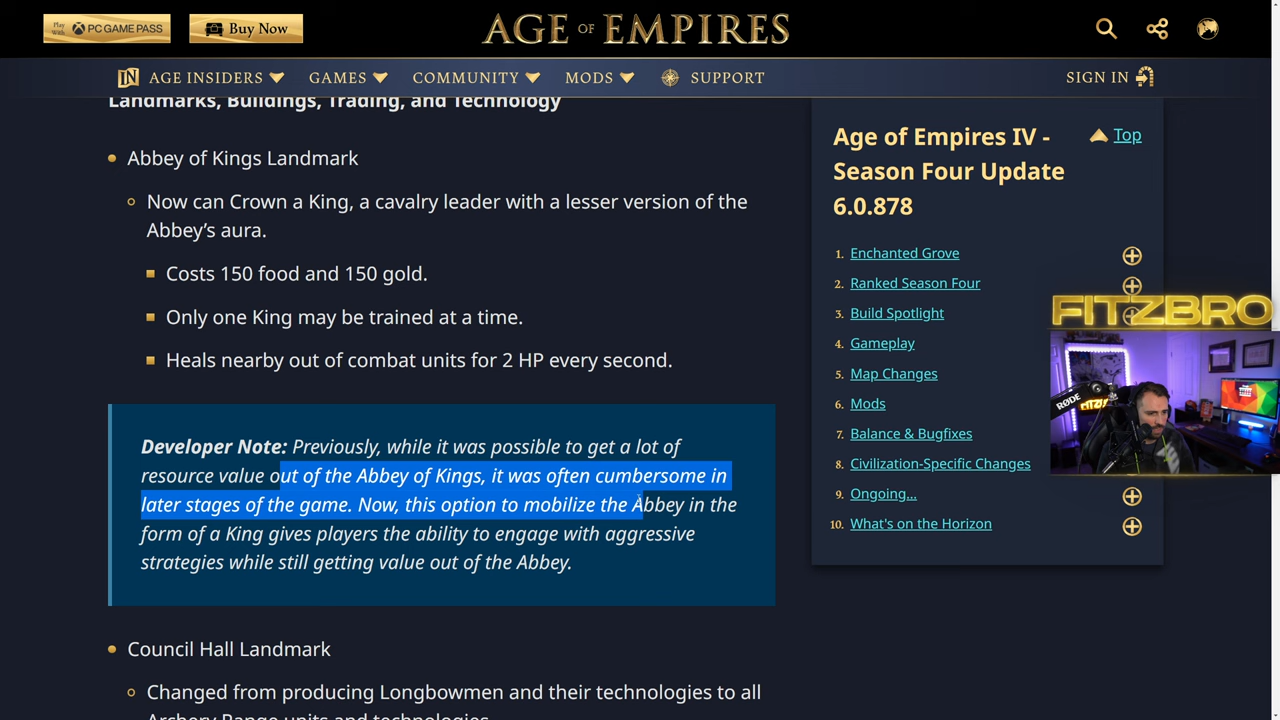 Play With
PC GAME PASS
Buy Now
AGE OF EMPIRES
AGE INSIDERS
GAMES
COMMUNITY
MODS
SUPPORT
SIGN IN
Landmarks, Buildings, Trading, and Technology
Abbey of Kings Landmark
Now can Crown a King, a cavalry leader with a lesser version of the
Abbey’s aura.
Costs 150 food and 150 gold.
Only one King may be trained at a time.
Heals nearby out of combat units for 2 HP every second.
Developer Note: Previously, while it was possible to get a lot of
resource value out of the Abbey of Kings, it was often cumbersome in
later stages of the game. Now, this option to mobilize the Abbey in the
form of a King gives players the ability to engage with aggressive
strategies while still getting value out of the Abbey.
Council Hall Landmark
Changed from producing Longbowmen and their technologies to all
Archery Range units and technologies.
Age of Empires IV -
Season Four Update
6.0.878
Top
1. Enchanted Grove
2. Ranked Season Four
3. Build Spotlight
4. Gameplay
5. Map Changes
6. Mods
7. Balance & Bugfixes
8. Civilization-Specific Changes
9. Ongoing...
10. What's on the Horizon
FITZBRO
RØDE